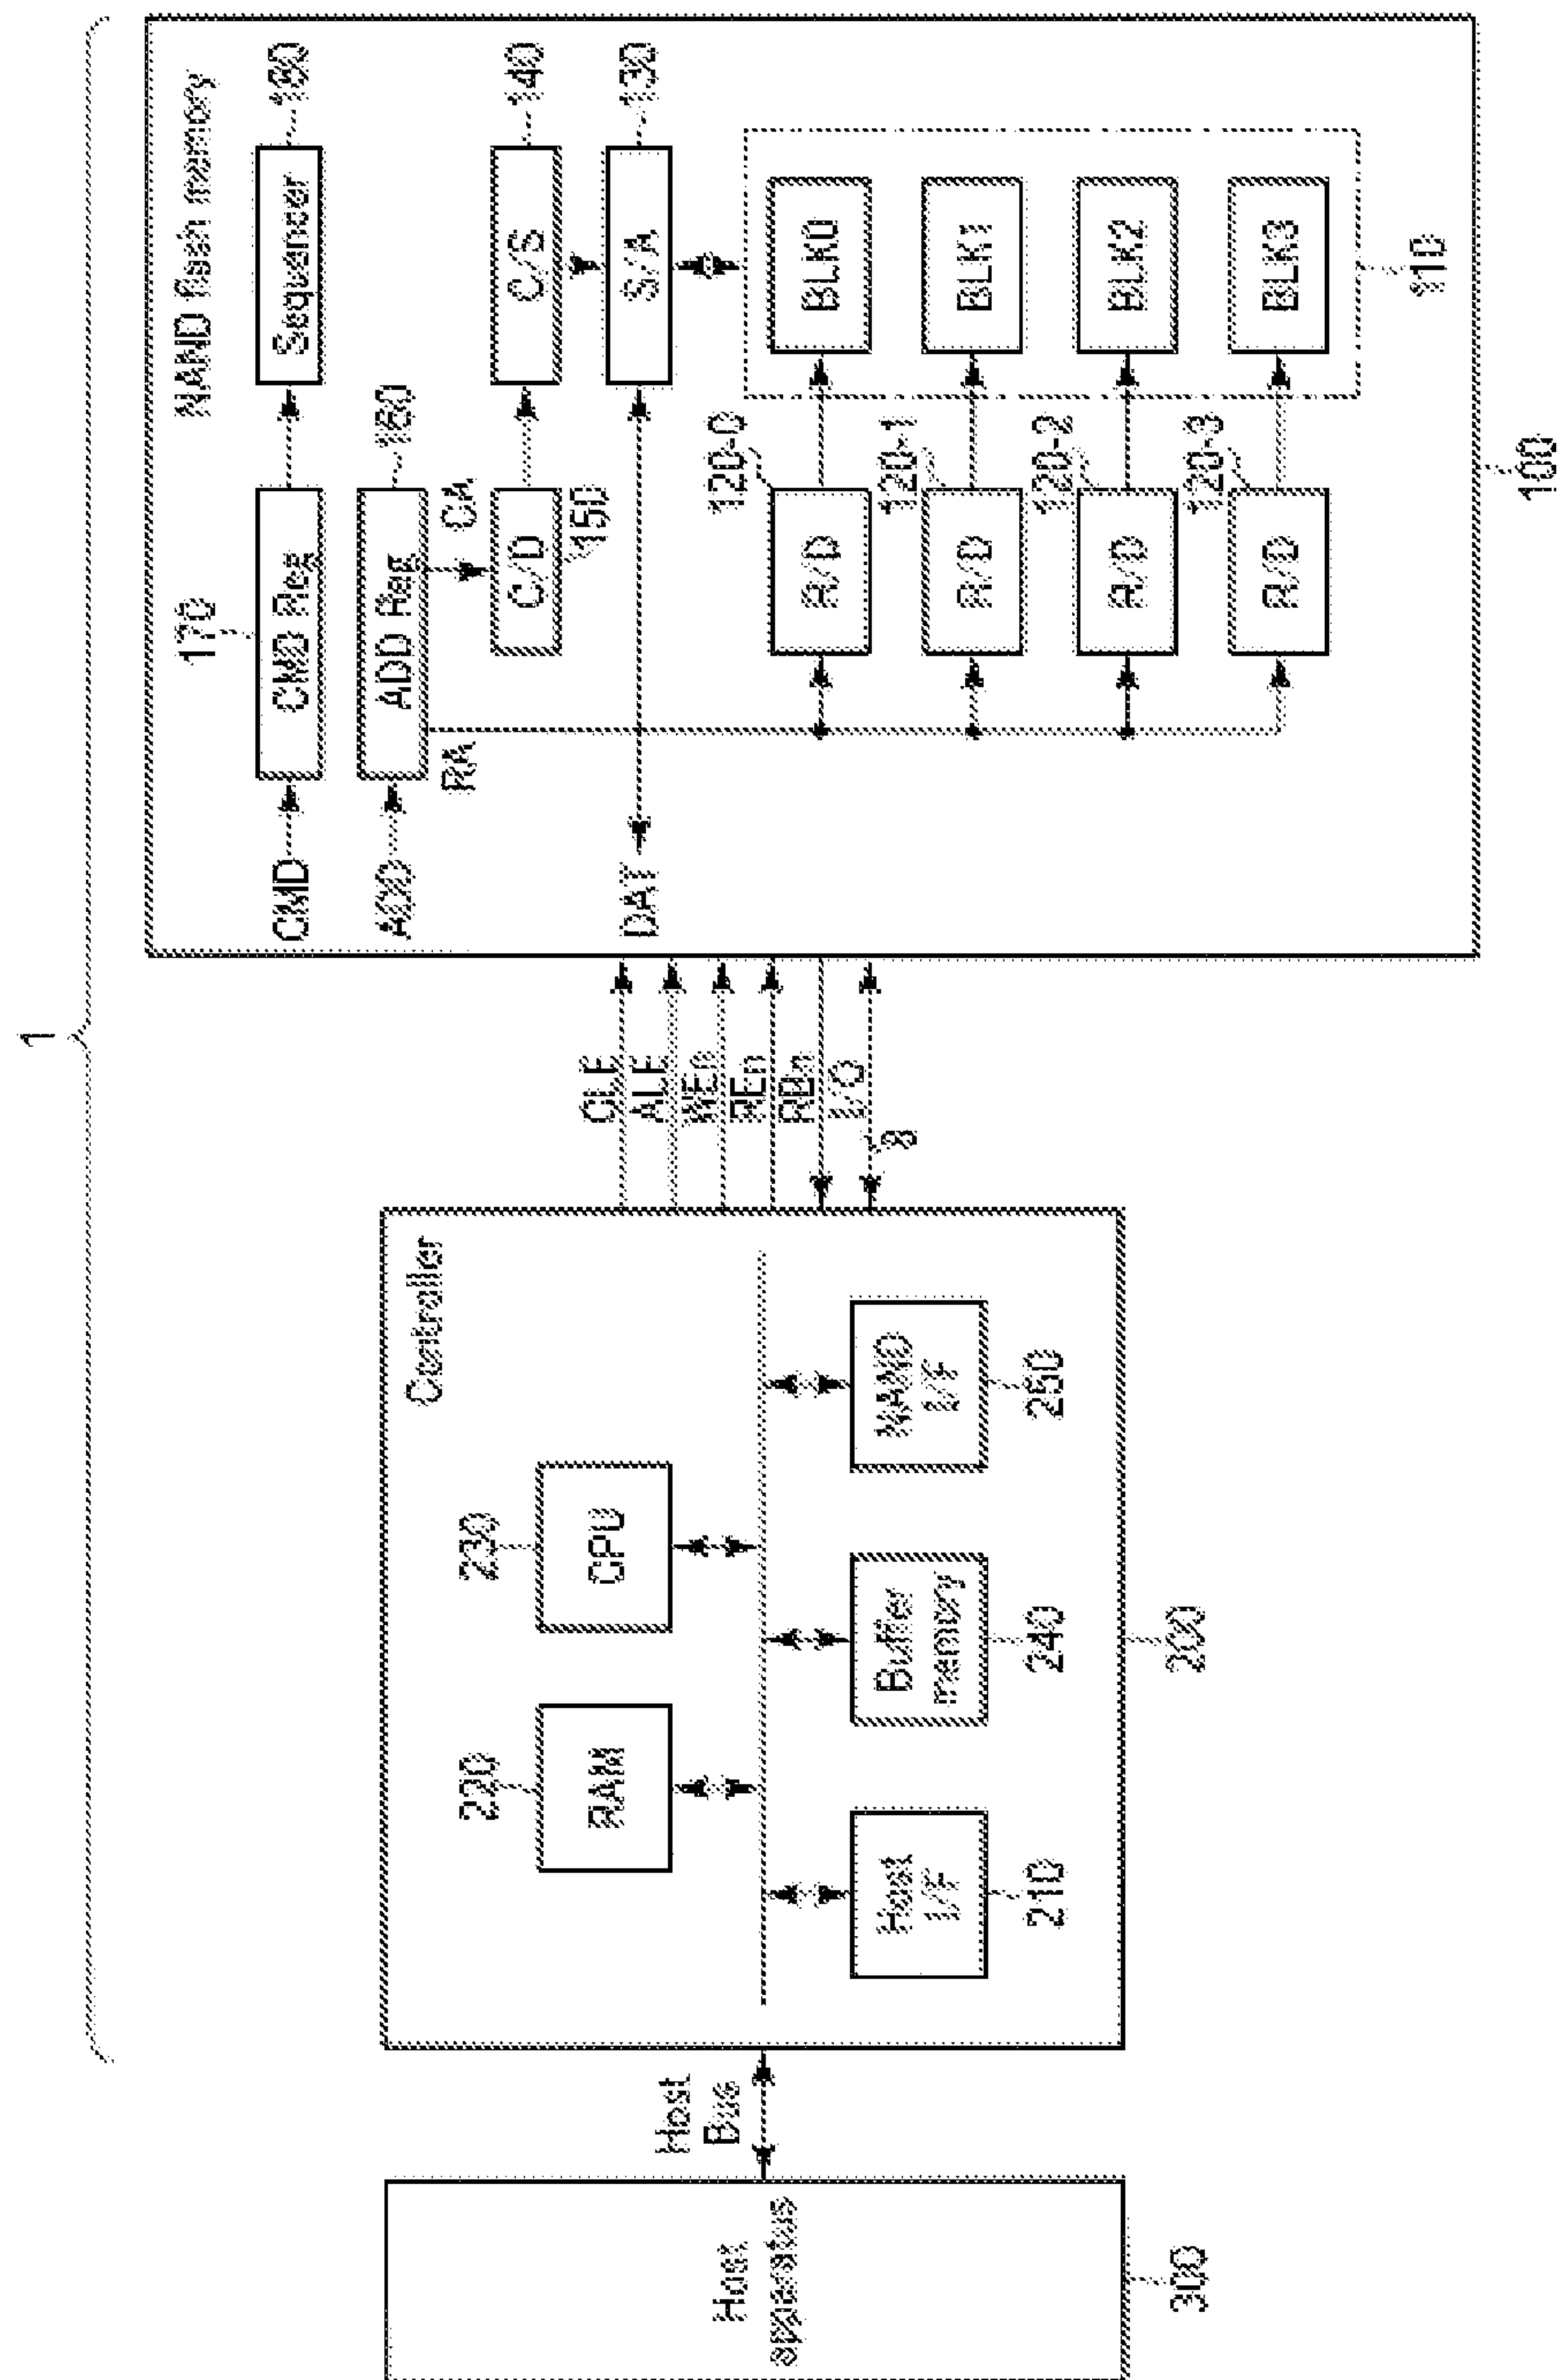 1
NAND flash memory
170
180
CMD
CMD Reg
Sequencer
160
ADD
ADD Reg
RA
CA
C/D
150
C/S
140
DAT
S/A
130
120-0
R/D
BLK0
120-1
R/D
BLK1
120-2
R/D
BLK2
120-3
R/D
BLK3
110
100
CLE
ALE
WEn
REn
RBn
I/O
8
Controller
220
230
RAM
CPU
Host
I/F
Buffer
memory
NAND
I/F
210
240
250
200
Host
Bus
Host
apparatus
300